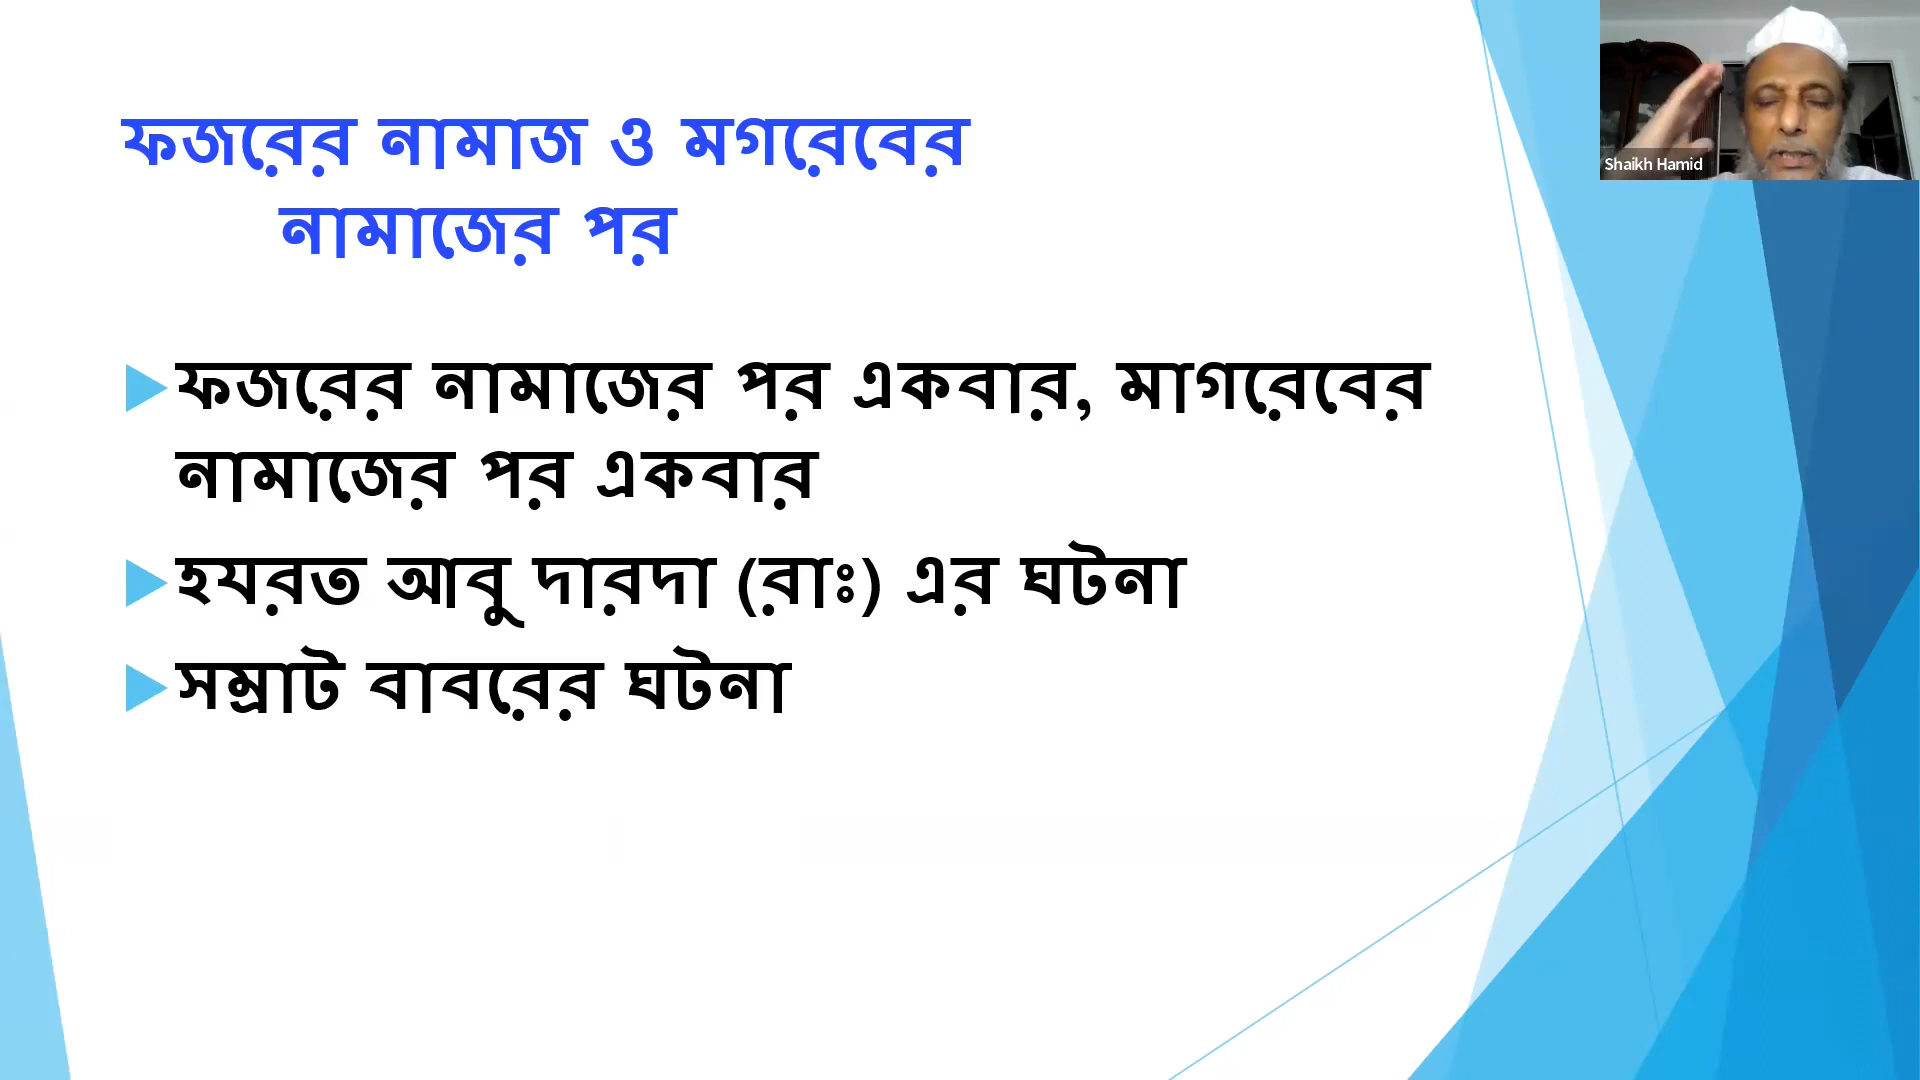 ফজরের নামাজ ও মগরেবের
নামাজের পর
ফজরের নামাজের পর একবার, মাগরেবের
নামাজের পর একবার
হযরত আবু দারদা (রাঃ) এর ঘটনা
সম্রাট বাবরের ঘটনা
Shaikh Hamid